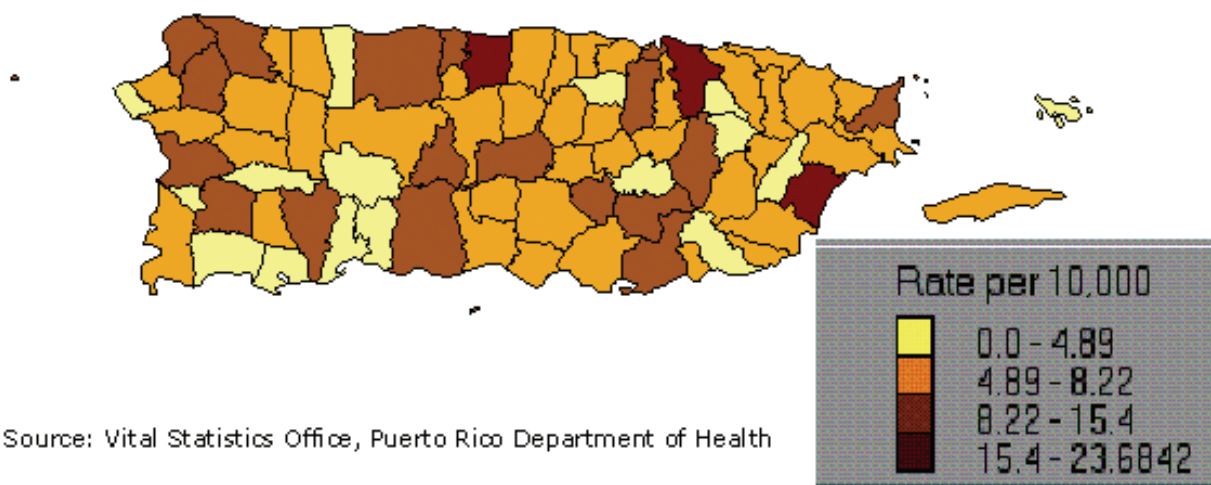 Rate per 10,000
0.0 - 4.89
4.89 - 8.22
8.22 - 15.4
15.4 - 23.6842
Source: Vital Statistics Office, Puerto Rico Department of Health